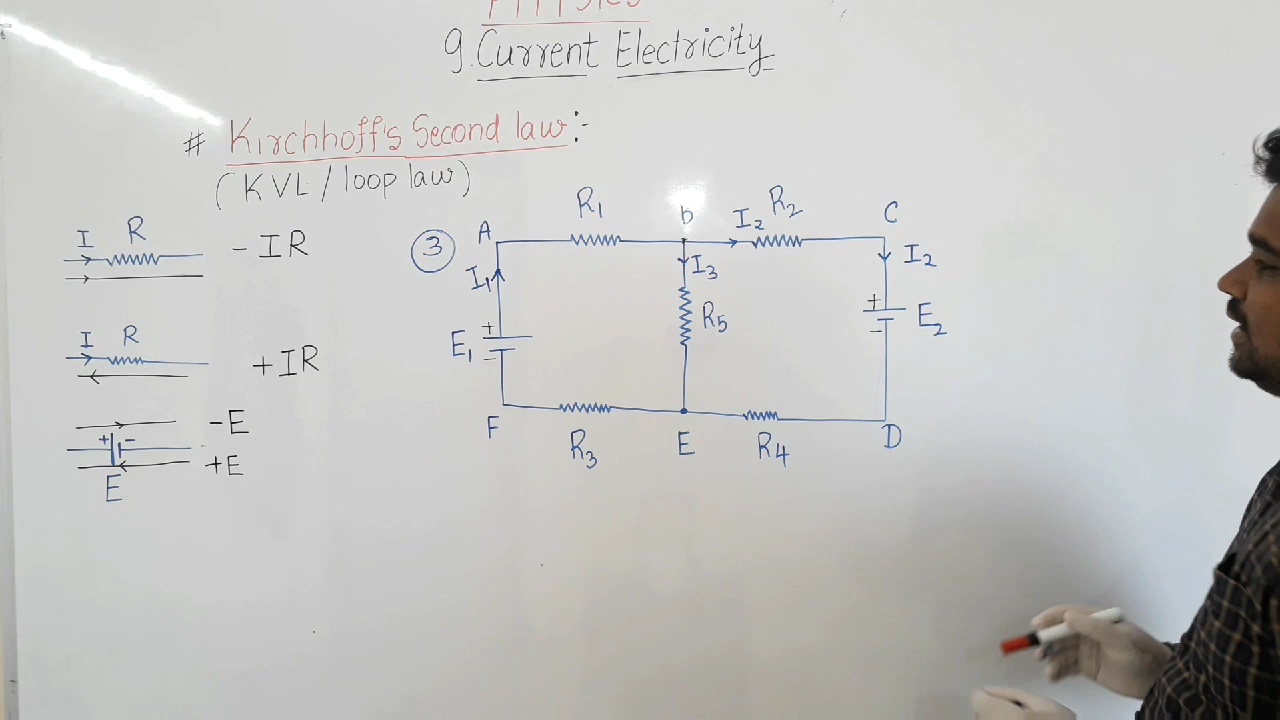 Physics
9. Current Electricity
# Kirchhoff's Second law :-
(KVL / loop law)
I R - IR
I R + IR
-E
+ -
+E
E
3
A R1 B I2 R2 C
I1 I3 I2
+ E1 - R5 + E2 -
F R3 E R4 D